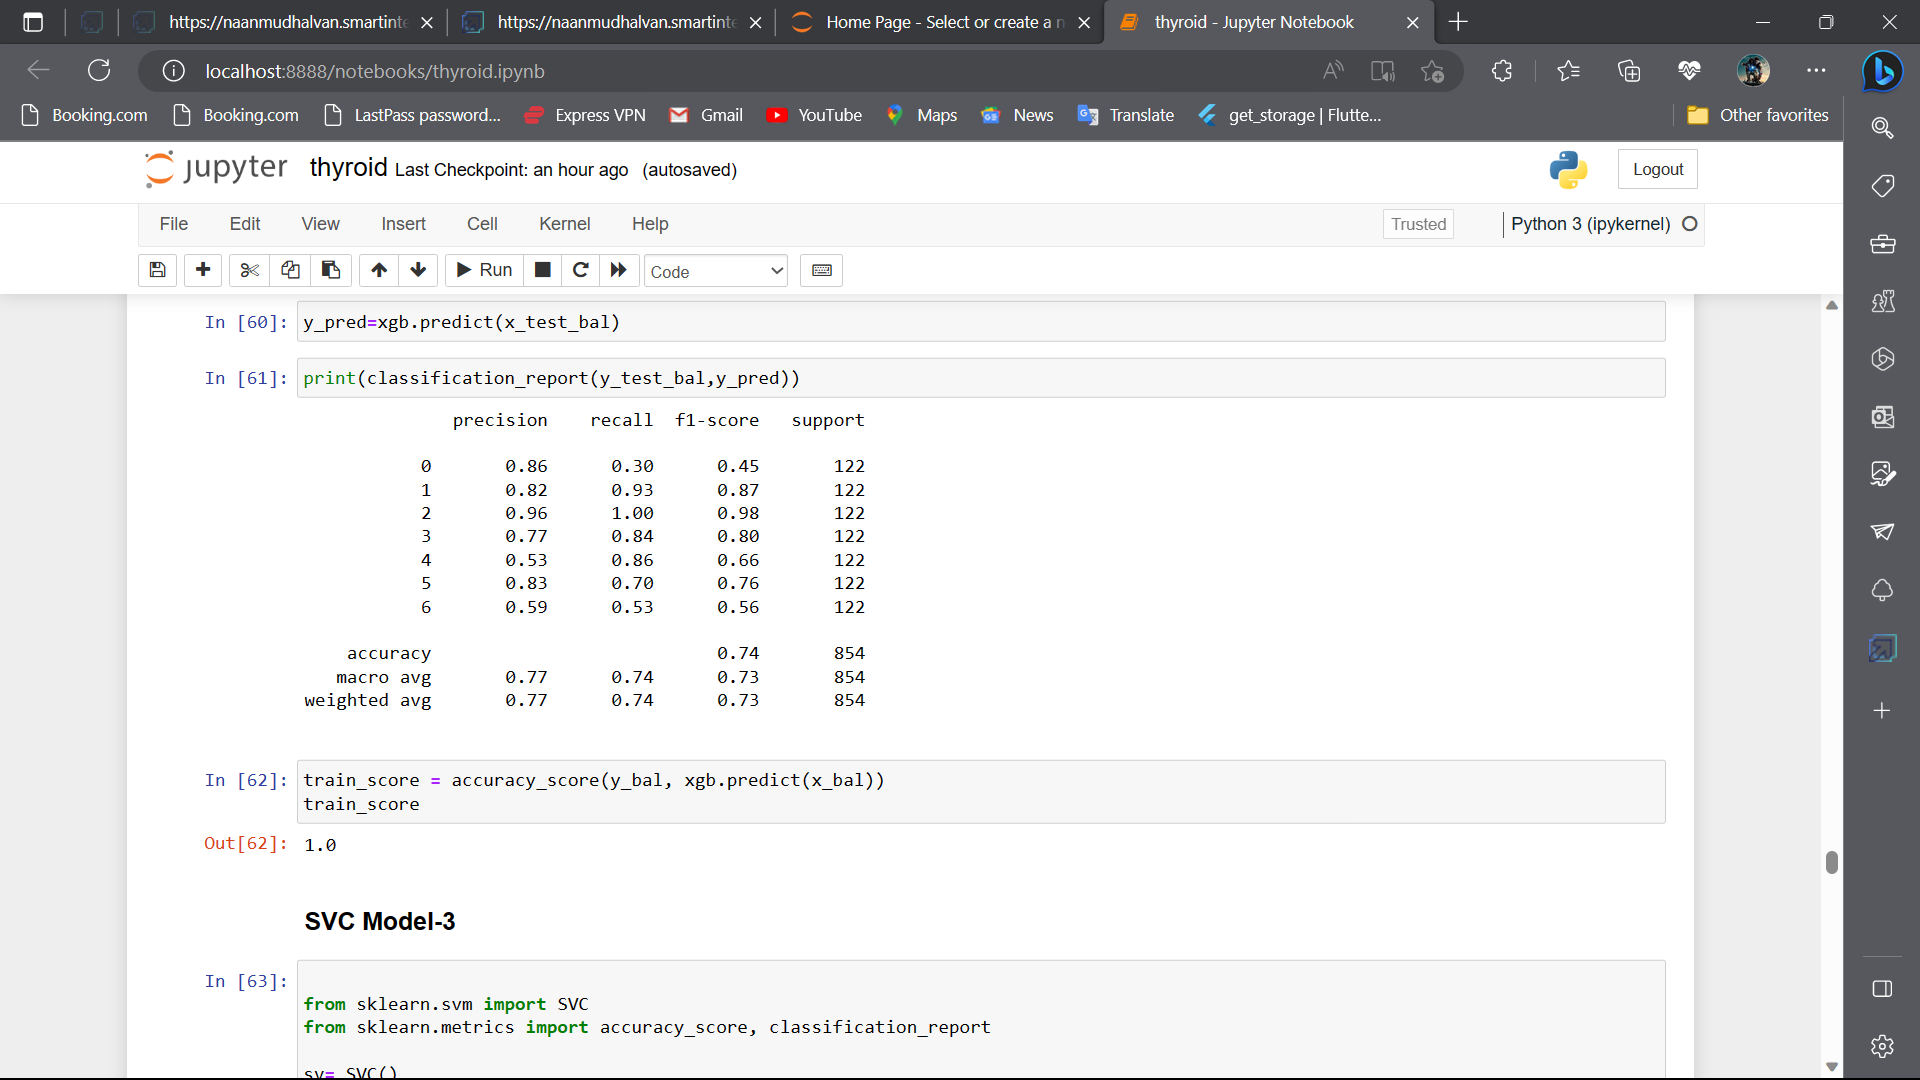 https://naanmudhalvan.smartinte
https://naanmudhalvan.smartinte
Home Page - Select or create a n
thyroid - Jupyter Notebook
localhost:8888/notebooks/thyroid.ipynb
Booking.com
Booking.com
LastPass password...
Express VPN
Gmail
YouTube
Maps
News
Translate
get_storage | Flutte...
Other favorites
jupyter thyroid Last Checkpoint: an hour ago (autosaved)
Logout
File Edit View Insert Cell Kernel Help
Trusted
Python 3 (ipykernel)
Run
Code
In [60]: y_pred=xgb.predict(x_test_bal)
In [61]: print(classification_report(y_test_bal,y_pred))
precision recall f1-score support
0 0.86 0.30 0.45 122
1 0.82 0.93 0.87 122
2 0.96 1.00 0.98 122
3 0.77 0.84 0.80 122
4 0.53 0.86 0.66 122
5 0.83 0.70 0.76 122
6 0.59 0.53 0.56 122
accuracy 0.74 854
macro avg 0.77 0.74 0.73 854
weighted avg 0.77 0.74 0.73 854
In [62]: train_score = accuracy_score(y_bal, xgb.predict(x_bal))
train_score
Out[62]: 1.0
SVC Model-3
In [63]:
from sklearn.svm import SVC
from sklearn.metrics import accuracy_score, classification_report
sv= SVC()